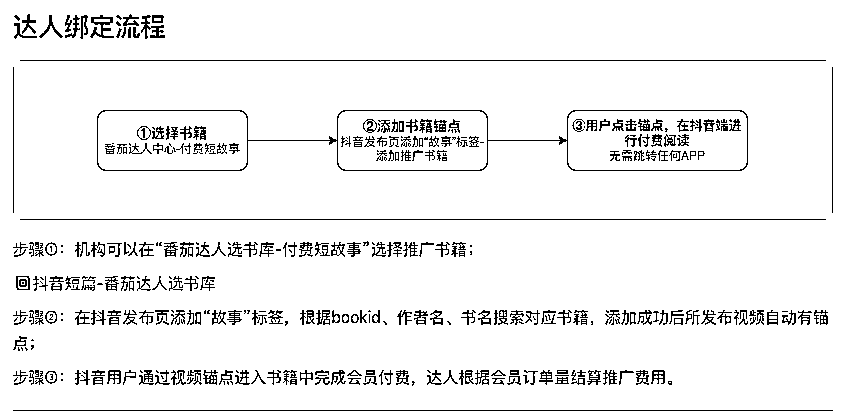 达人绑定流程
①选择书籍
番茄达人中心-付费短故事
②添加书籍锚点
抖音发布页添加“故事”标签-
添加推广书籍
③用户点击锚点，在抖音端进
行付费阅读
无需跳转任何APP
步骤①：机构可以在“番茄达人选书库-付费短故事”选择推广书籍；
抖音短篇-番茄达人选书库
步骤②：在抖音发布页添加“故事”标签，根据bookid、作者名、书名搜索对应书籍，添加成功后所发布视频自动有锚
点；
步骤③：抖音用户通过视频锚点进入书籍中完成会员付费，达人根据会员订单量结算推广费用。